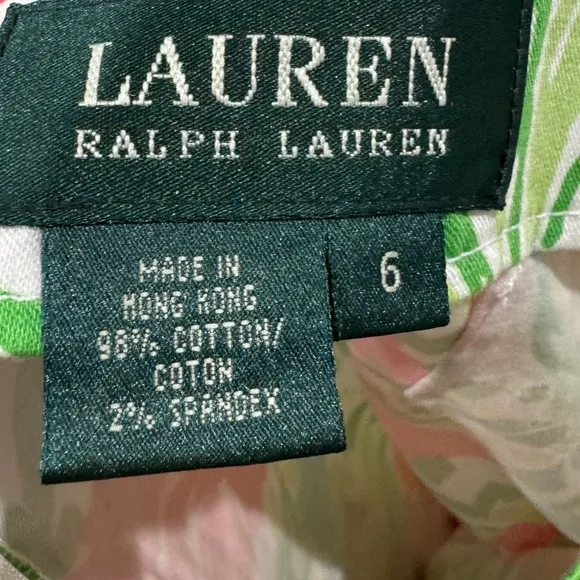 LAUREN
RALPH LAUREN
6
MADE IN
HONG KONG
98% COTTON/
COTON
2% SPANDEX